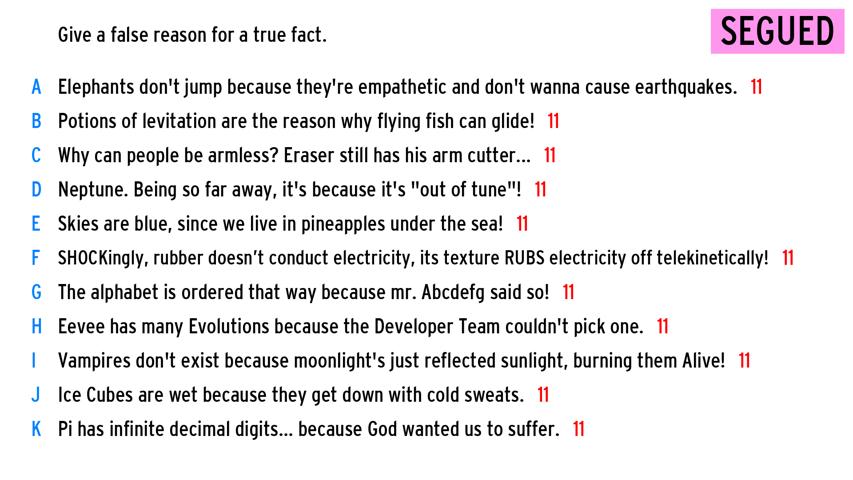 Give a false reason for a true fact.
SEGUED
A Elephants don't jump because they're empathetic and don't wanna cause earthquakes. 11
B Potions of levitation are the reason why flying fish can glide! 11
C Why can people be armless? Eraser still has his arm cutter... 11
D Neptune. Being so far away, it's because it's "out of tune"! 11
E Skies are blue, since we live in pineapples under the sea! 11
F SHOCKingly, rubber doesn’t conduct electricity, its texture RUBS electricity off telekinetically! 11
G The alphabet is ordered that way because mr. Abcdefg said so! 11
H Eevee has many Evolutions because the Developer Team couldn't pick one. 11
I Vampires don't exist because moonlight's just reflected sunlight, burning them Alive! 11
J Ice Cubes are wet because they get down with cold sweats. 11
K Pi has infinite decimal digits... because God wanted us to suffer. 11